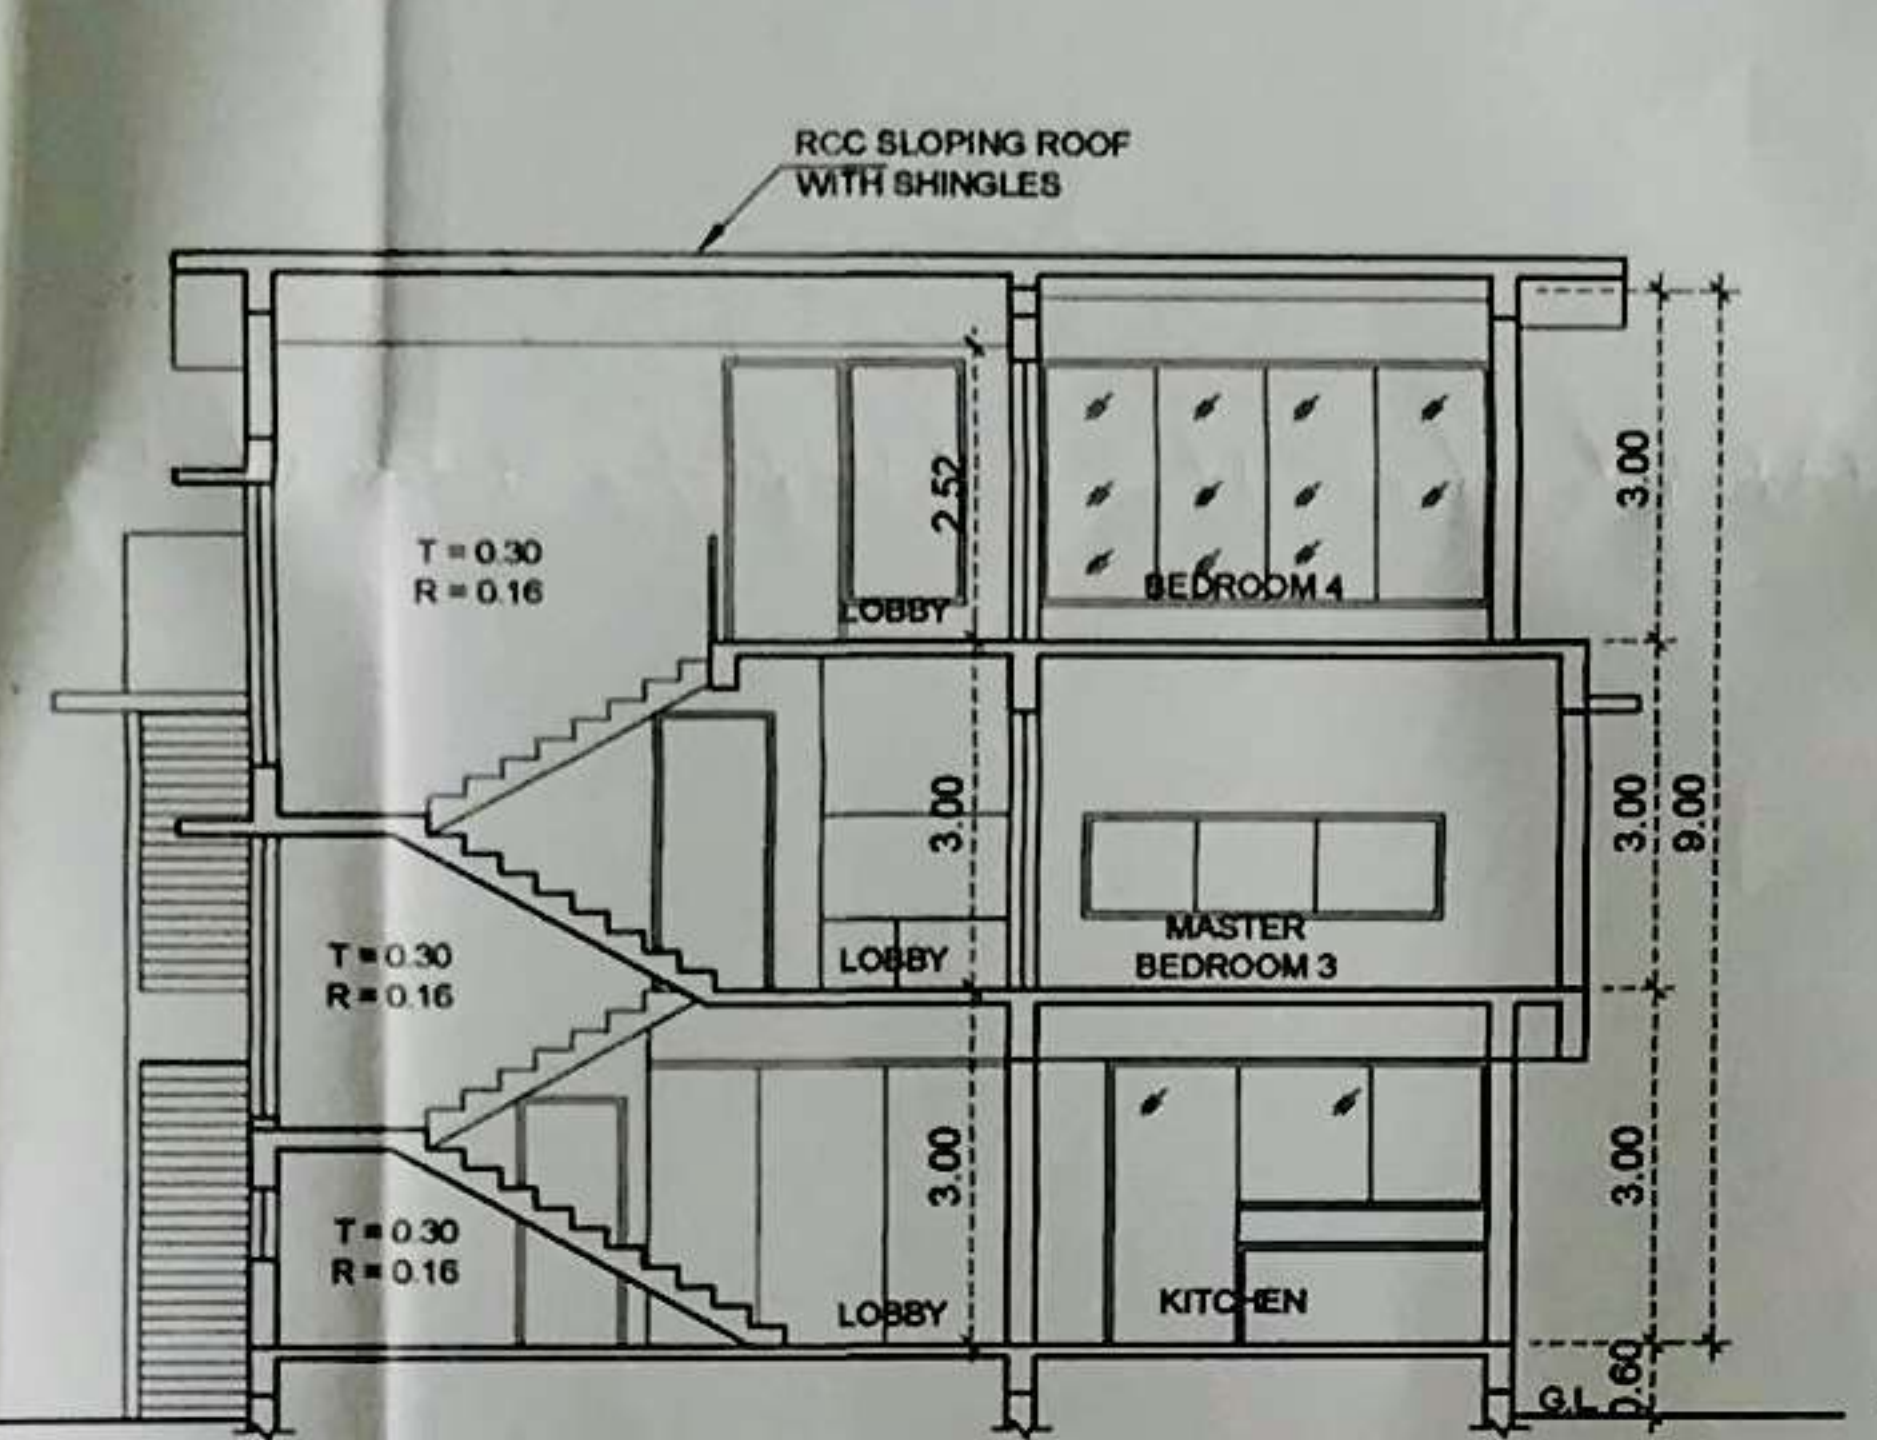 RCC SLOPING ROOF
WITH SHINGLES
T = 0.30
R = 0.16
2.52
LOBBY
BEDROOM 4
3.00
T = 0.30
R = 0.16
3.00
LOBBY
MASTER
BEDROOM 3
3.00
9.00
T = 0.30
R = 0.16
3.00
LOBBY
KITCHEN
3.00
0.60
G.L